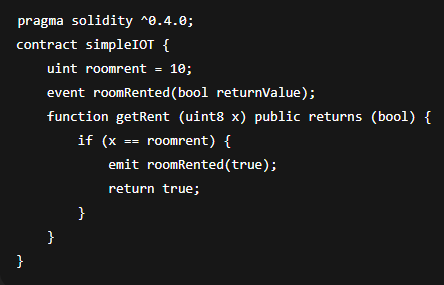 pragma solidity ^0.4.0;
contract simpleIOT {
    uint roomrent = 10;
    event roomRented(bool returnValue);
    function getRent (uint8 x) public returns (bool) {
        if (x == roomrent) {
            emit roomRented(true);
            return true;
        }
    }
}